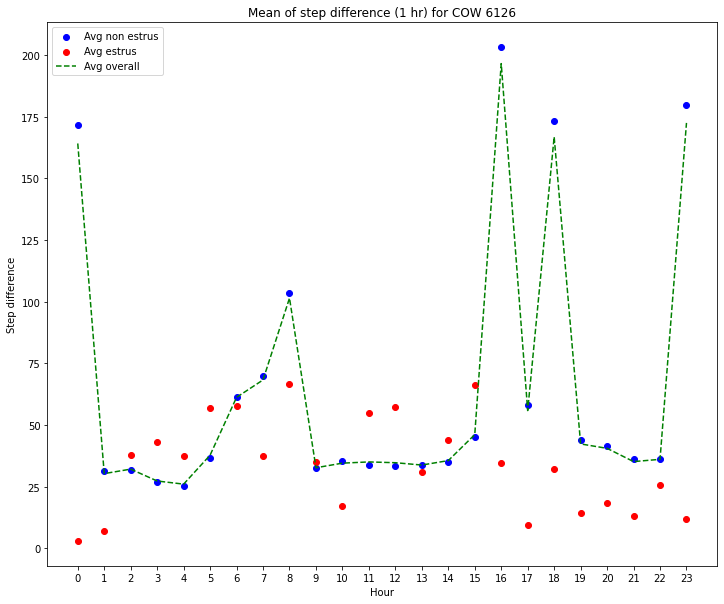 Mean of step difference (1 hr) for COW 6126
Avg non estrus
Avg estrus
Avg overall
200
175
150
125
100
75
50
25
0
Step difference
0 1 2 3 4 5 6 7 8 9 10 11 12 13 14 15 16 17 18 19 20 21 22 23
Hour